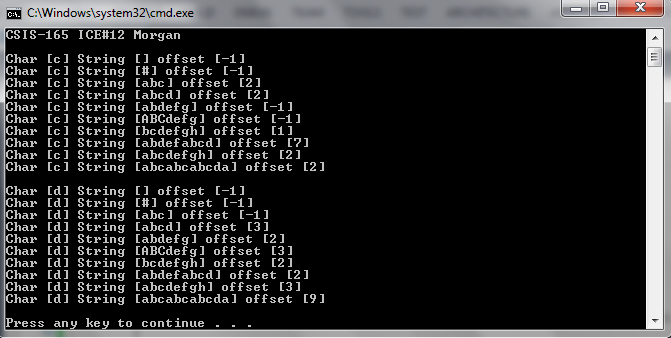 C:\Windows\system32\cmd.exe
CSIS-165 ICE#12 Morgan
Char [c] String [] offset [-1]
Char [c] String [#] offset [-1]
Char [c] String [abc] offset [2]
Char [c] String [abcd] offset [2]
Char [c] String [abdefg] offset [-1]
Char [c] String [ABCdefg] offset [-1]
Char [c] String [bcdefgh] offset [1]
Char [c] String [abdefabcd] offset [7]
Char [c] String [abcdefgh] offset [2]
Char [c] String [abcabcabcda] offset [2]
Char [d] String [] offset [-1]
Char [d] String [#] offset [-1]
Char [d] String [abc] offset [-1]
Char [d] String [abcd] offset [3]
Char [d] String [abdefg] offset [2]
Char [d] String [ABCdefg] offset [3]
Char [d] String [bcdefgh] offset [2]
Char [d] String [abdefabcd] offset [2]
Char [d] String [abcdefgh] offset [3]
Char [d] String [abcabcabcda] offset [9]
Press any key to continue . . .